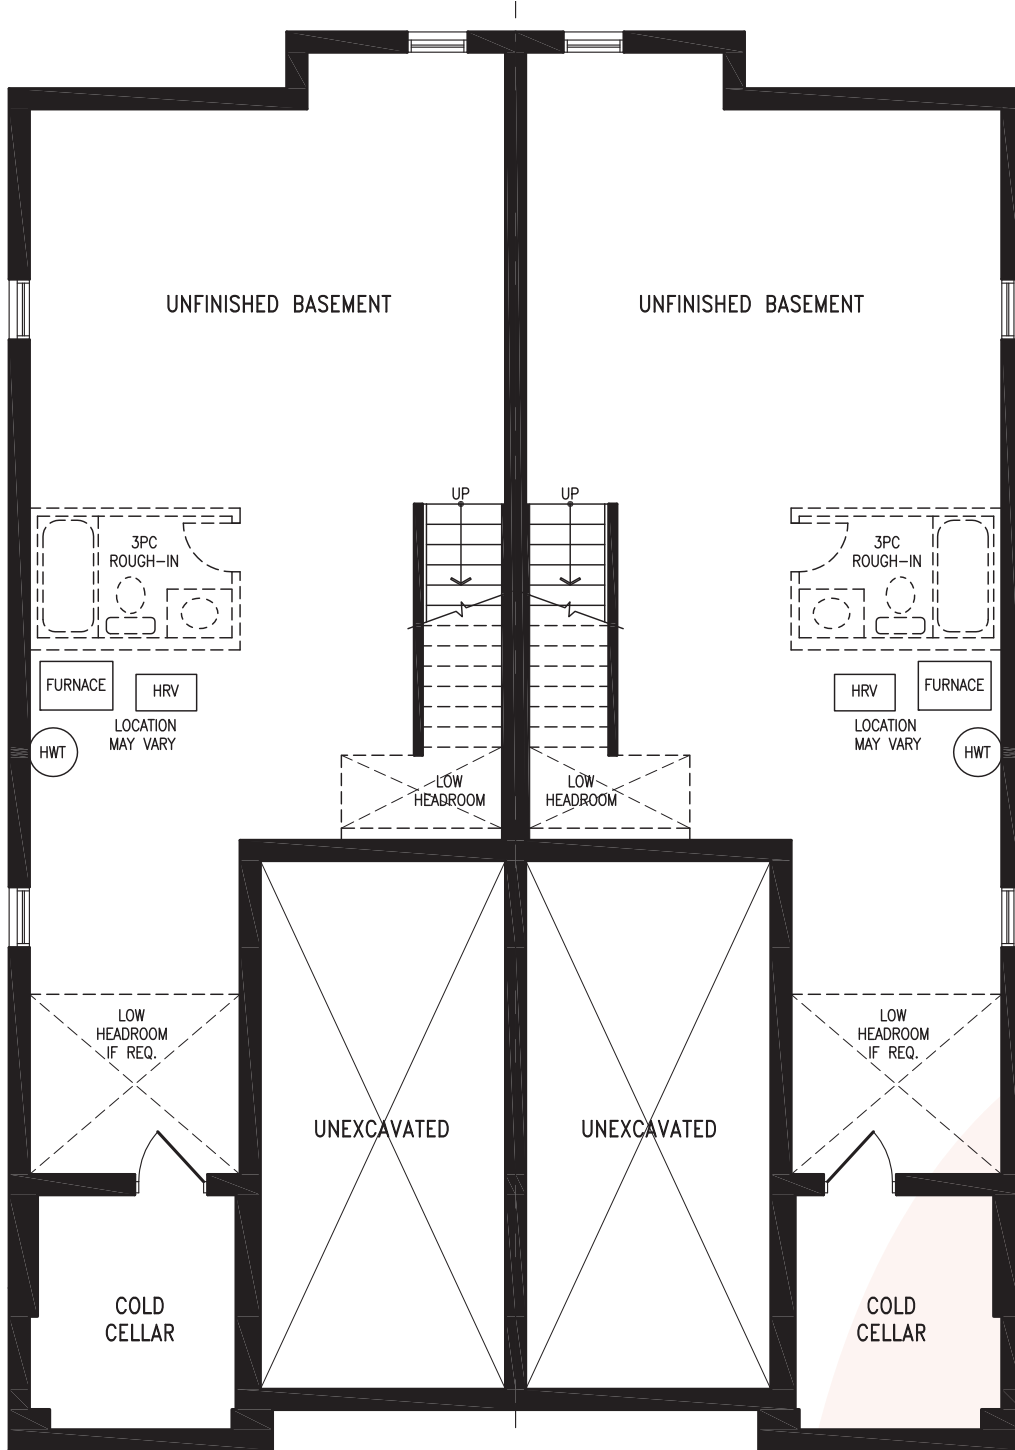 UNFINISHED BASEMENT
UNFINISHED BASEMENT
UP
UP
3PC
ROUGH-IN
3PC
ROUGH-IN
FURNACE
HRV
HRV
FURNACE
LOCATION
MAY VARY
LOCATION
MAY VARY
HWT
HWT
LOW
HEADROOM
LOW
HEADROOM
LOW
HEADROOM
IF REQ.
LOW
HEADROOM
IF REQ.
UNEXCAVATED
UNEXCAVATED
COLD
CELLAR
COLD
CELLAR